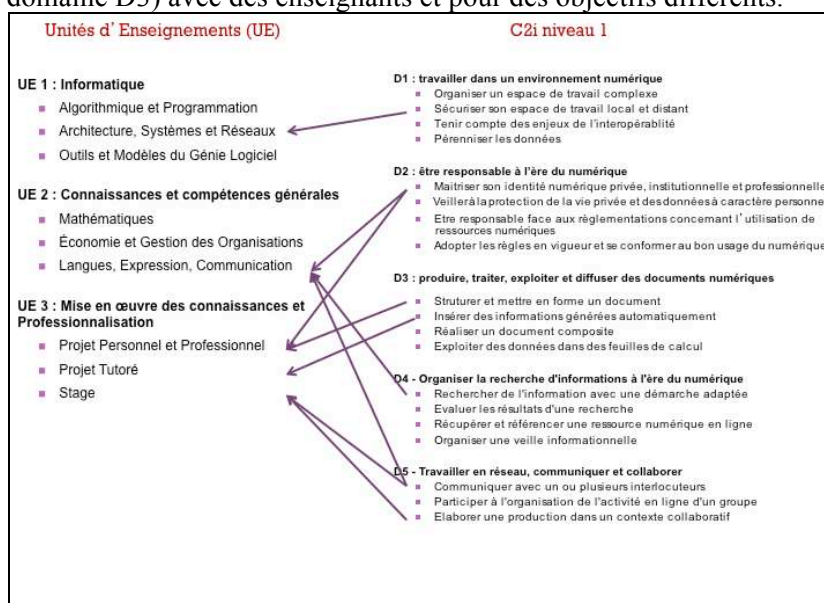 domaine D5) avec des enseignants et pour des objectifs différents.
Unités d'Enseignements (UE)
UE 1 : Informatique
Algorithmique et Programmation
Architecture, Systèmes et Réseaux
Outils et Modèles du Génie Logiciel
UE 2 : Connaissances et compétences générales
Mathématiques
Économie et Gestion des Organisations
Langues, Expression, Communication
UE 3 : Mise en œuvre des connaissances et
Professionnalisation
Projet Personnel et Professionnel
Projet Tutoré
Stage
C2i niveau 1
D1 : travailler dans un environnement numérique
Organiser un espace de travail complexe
Sécuriser son espace de travail local et distant
Tenir compte des enjeux de l'interopérablité
Pérenniser les données
D2 : être responsable à l'ère du numérique
Maitriser son identité numérique privée, institutionnelle et professionnelle
Veiller à la protection de la vie privée et des données à caractère personne
Etre responsable face aux règlementations concernant l'utilisation de
ressources numériques
Adopter les règles en vigueur et se conformer au bon usage du numérique
D3 : produire, traiter, exploiter et diffuser des documents numériques
Struturer et mettre en forme un document
Insérer des informations générées automatiquement
Réaliser un document composite
Exploiter des données dans des feuilles de calcul
D4 - Organiser la recherche d'informations à l'ère du numérique
Rechercher de l'information avec une démarche adaptée
Evaluer les résultats d'une recherche
Récupérer et référencer une ressource numérique en ligne
Organiser une veille informationnelle
D5 - Travailler en réseau, communiquer et collaborer
Communiquer avec un ou plusieurs interlocuteurs
Participer à l'organisation de l'activité en ligne d'un groupe
Elaborer une production dans un contexte collaboratif